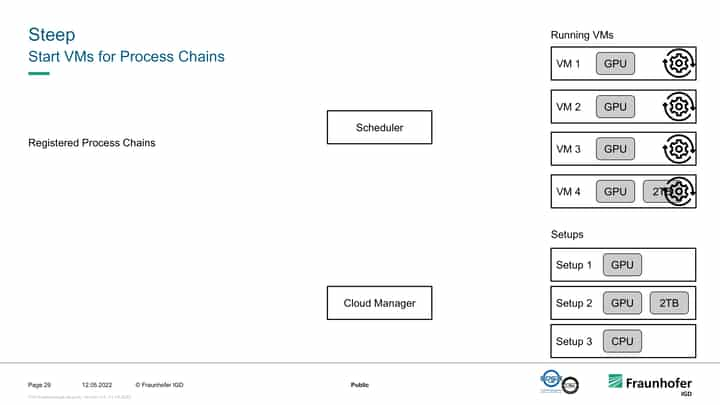 Steep
Start VMs for Process Chains
Registered Process Chains
Scheduler
Cloud Manager
Running VMs
VM 1 GPU
VM 2 GPU
VM 3 GPU
VM 4 GPU
Setups
Setup 1 GPU
Setup 2 GPU 2TB
Setup 3 CPU
Page 29 12.05.2022 © Fraunhofer IGD Public
Fraunhofer
IGD